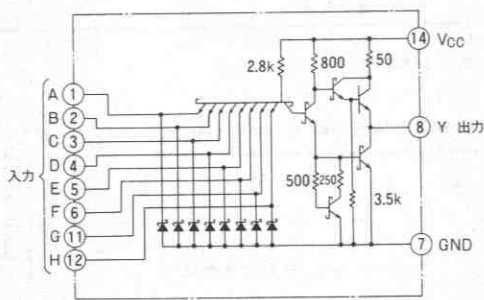 14 VCC
2.8k 800 50
A 1
B 2
C 3
D 4
E 5
F 6
G 11
H 12
入力
8 Y 出力
500 250
3.5k
7 GND